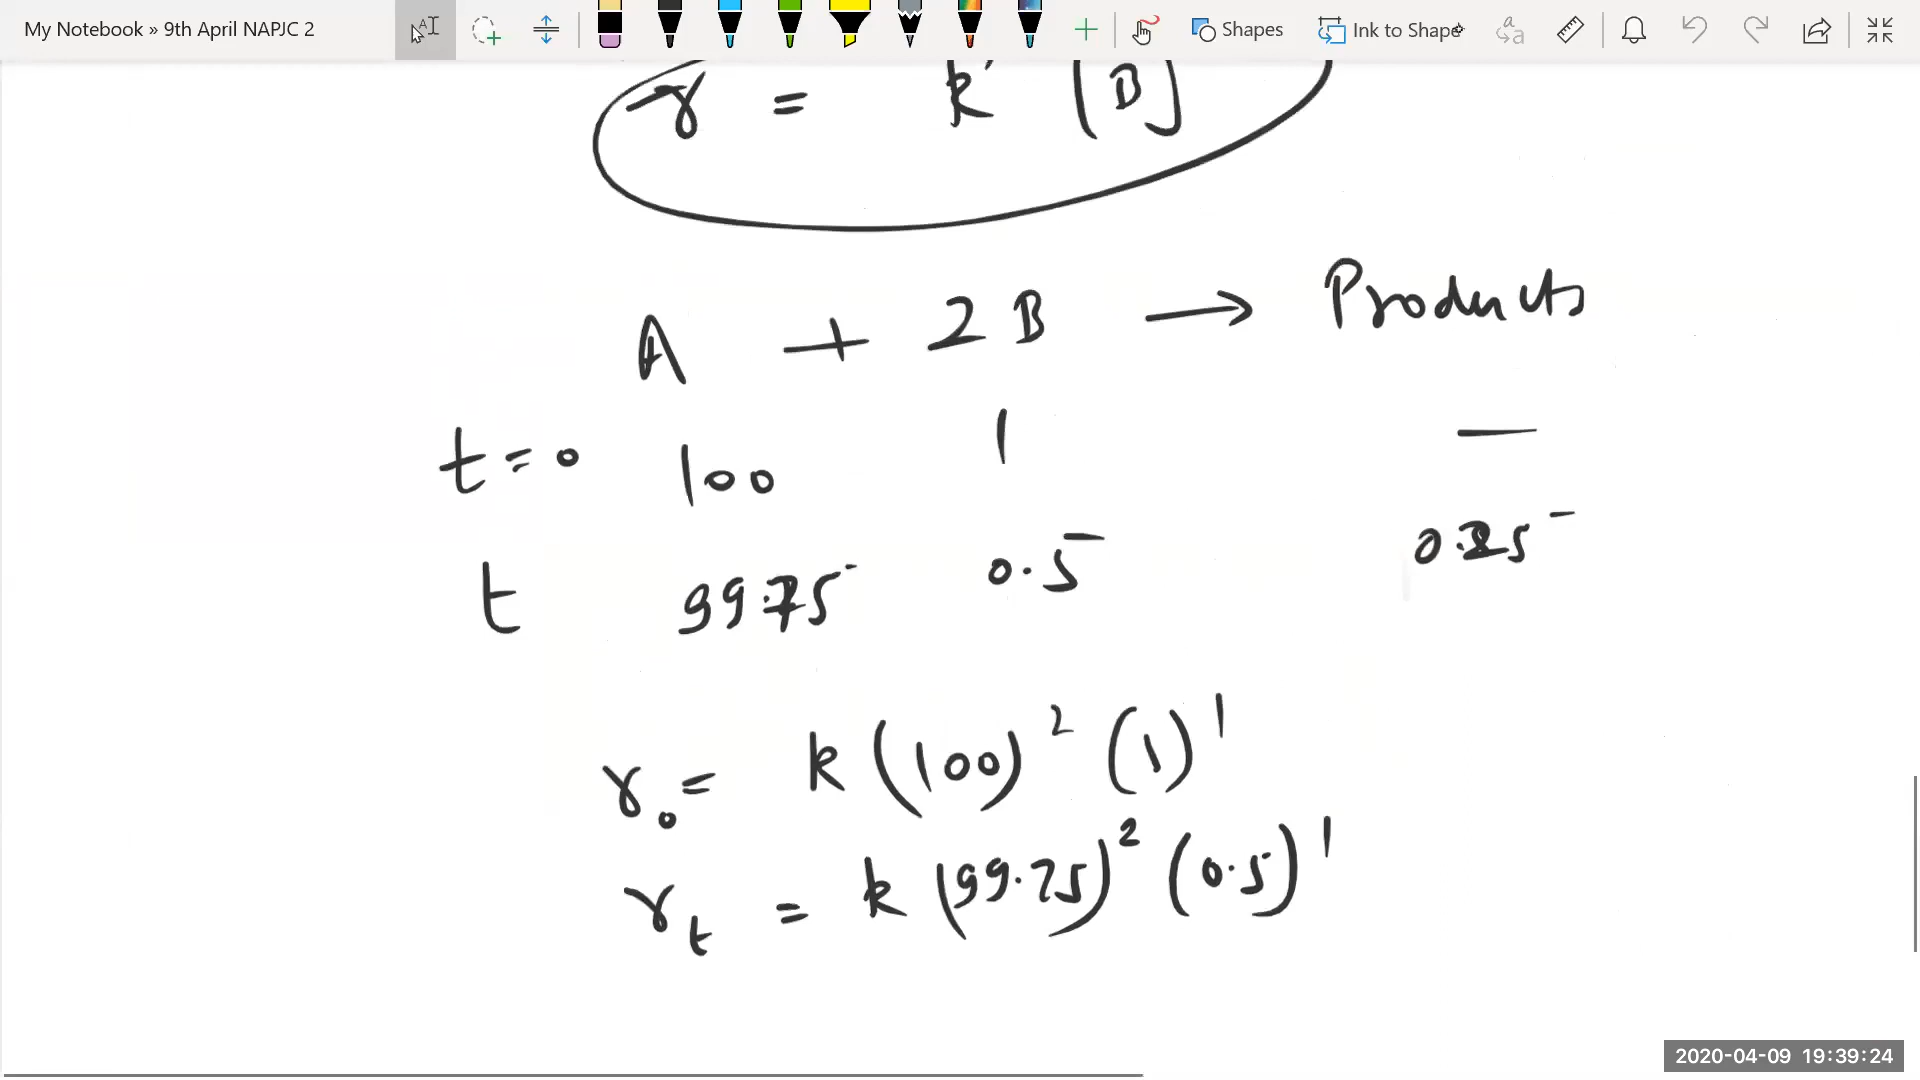 My Notebook » 9th April NAPJC 2
Shapes
Ink to Shape
r = k' [B]
A + 2 B → Products
t = 0 100 1 —
t 99.75 0.5 0.25
r₀ = k (100)² (1)¹
rₜ = k (99.75)² (0.5)¹
2020-04-09 19:39:24